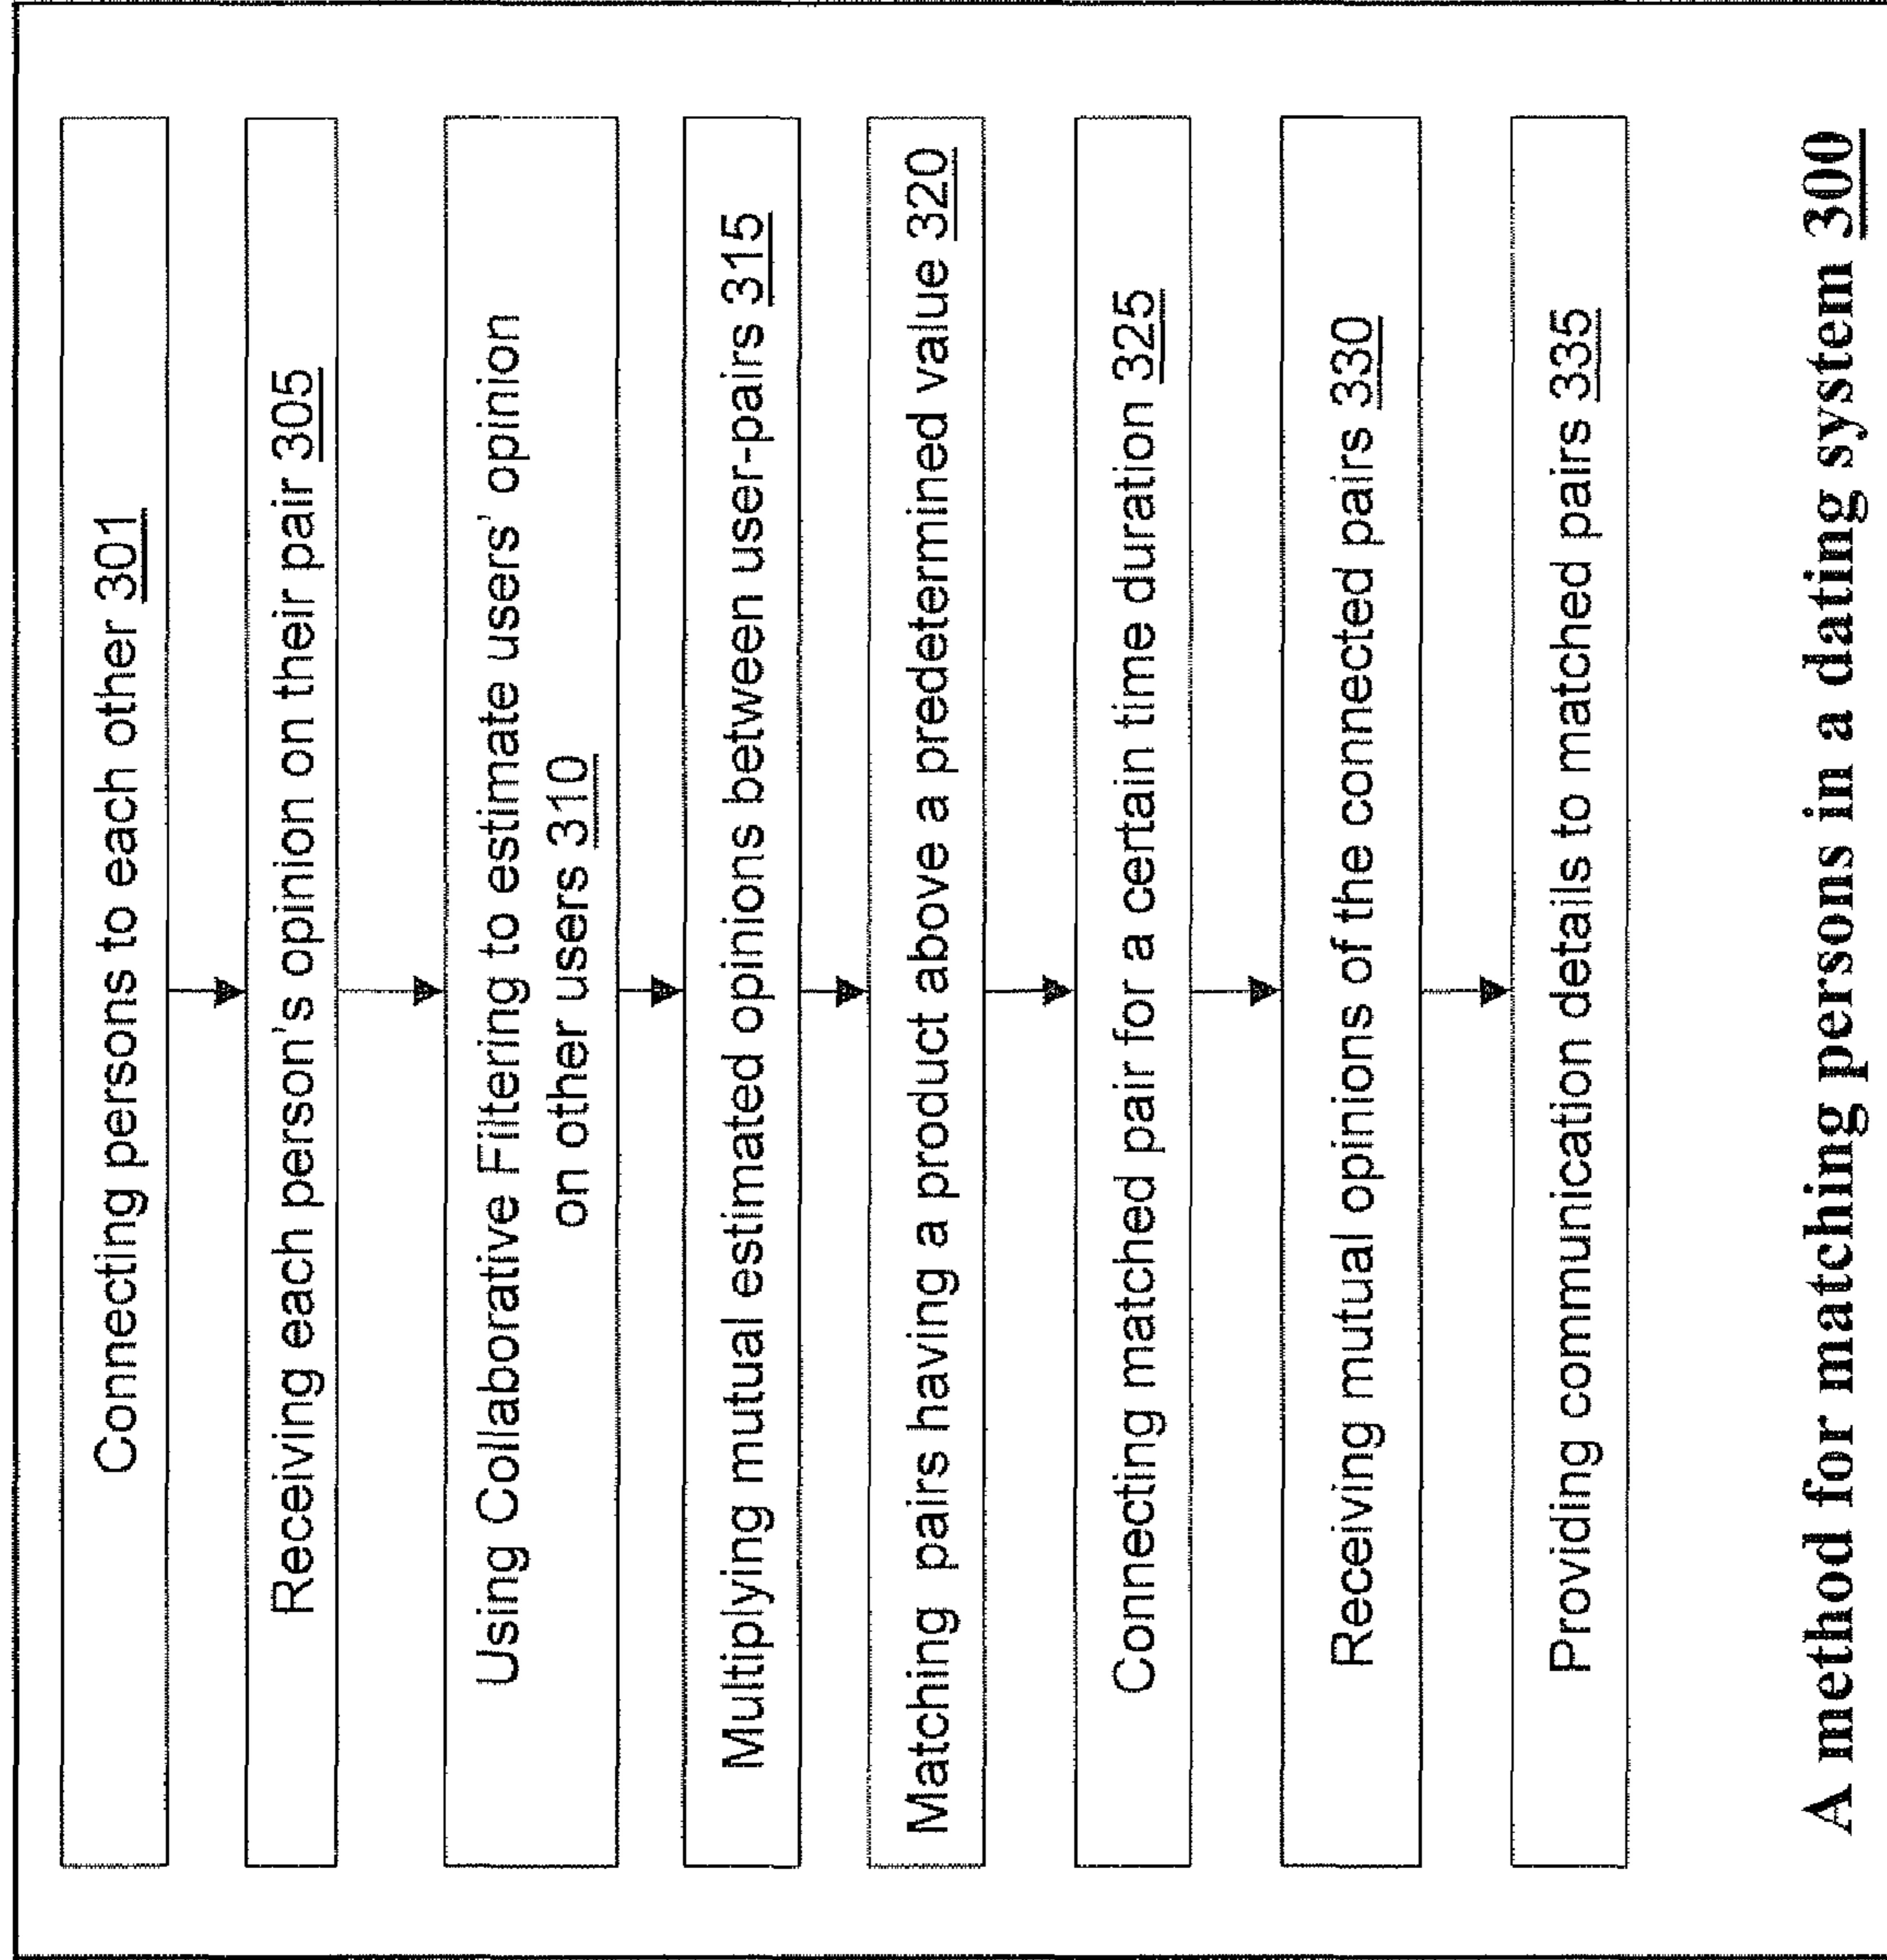 Connecting persons to each other 301
Receiving each person's opinion on their pair 305
Using Collaborative Filtering to estimate users' opinion
on other users 310
Multiplying mutual estimated opinions between user-pairs 315
Matching pairs having a product above a predetermined value 320
Connecting matched pair for a certain time duration 325
Receiving mutual opinions of the connected pairs 330
Providing communication details to matched pairs 335
A method for matching persons in a dating system 300